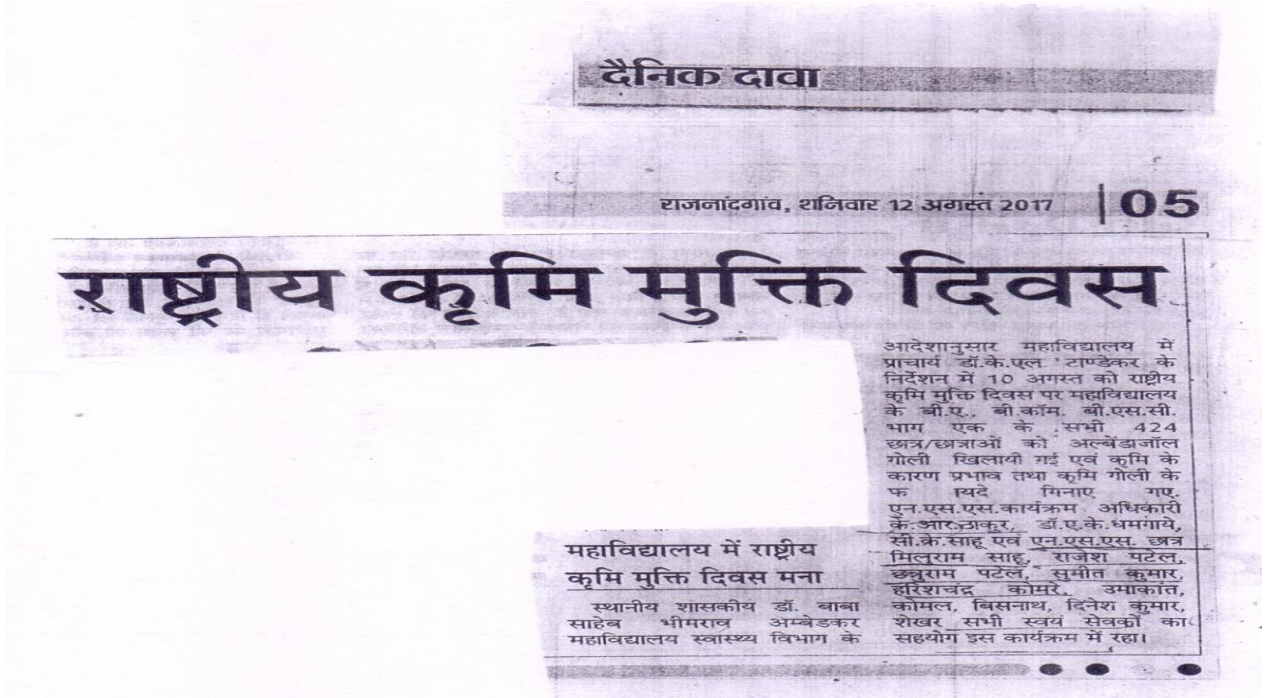 दैनिक दावा
राजनांदगांव, शनिवार 12 अगस्त 2017
05
राष्ट्रीय कृमि मुक्ति दिवस
महाविद्यालय में राष्ट्रीय
कृमि मुक्ति दिवस मना
स्थानीय शासकीय डॉ. बाबा
साहेब भीमराव अम्बेडकर
महाविद्यालय स्वास्थ्य विभाग के
आदेशानुसार महाविद्यालय में
प्राचार्य डॉ.के.एल टाण्डेकर के
निर्देशन में 10 अगस्त को राष्ट्रीय
कृमि मुक्ति दिवस पर महाविद्यालय
के बी.ए., बी.कॉम. बी.एस.सी.
भाग एक के सभी 424
छात्र/छात्राओं को अल्बेंडाजॉल
गोली खिलायी गई एवं कृमि के
कारण प्रभाव तथा कृमि गोली के
फ ायदे गिनाए गए.
एन.एस.एस.कार्यक्रम अधिकारी
के.आर.ठाकुर, डॉ.ए.के.धमगाये,
सी.के.साहू एवं एन.एस.एस. छात्र
मिलुराम साहू, राजेश पटेल,
छन्नुराम पटेल, सुमीत कुमार,
हरिशचंद्र कोमरे, उमाकांत,
कोमल, बिसनाथ, दिनेश कुमार,
शेखर सभी स्वयं सेवकों का
सहयोग इस कार्यक्रम में रहा।